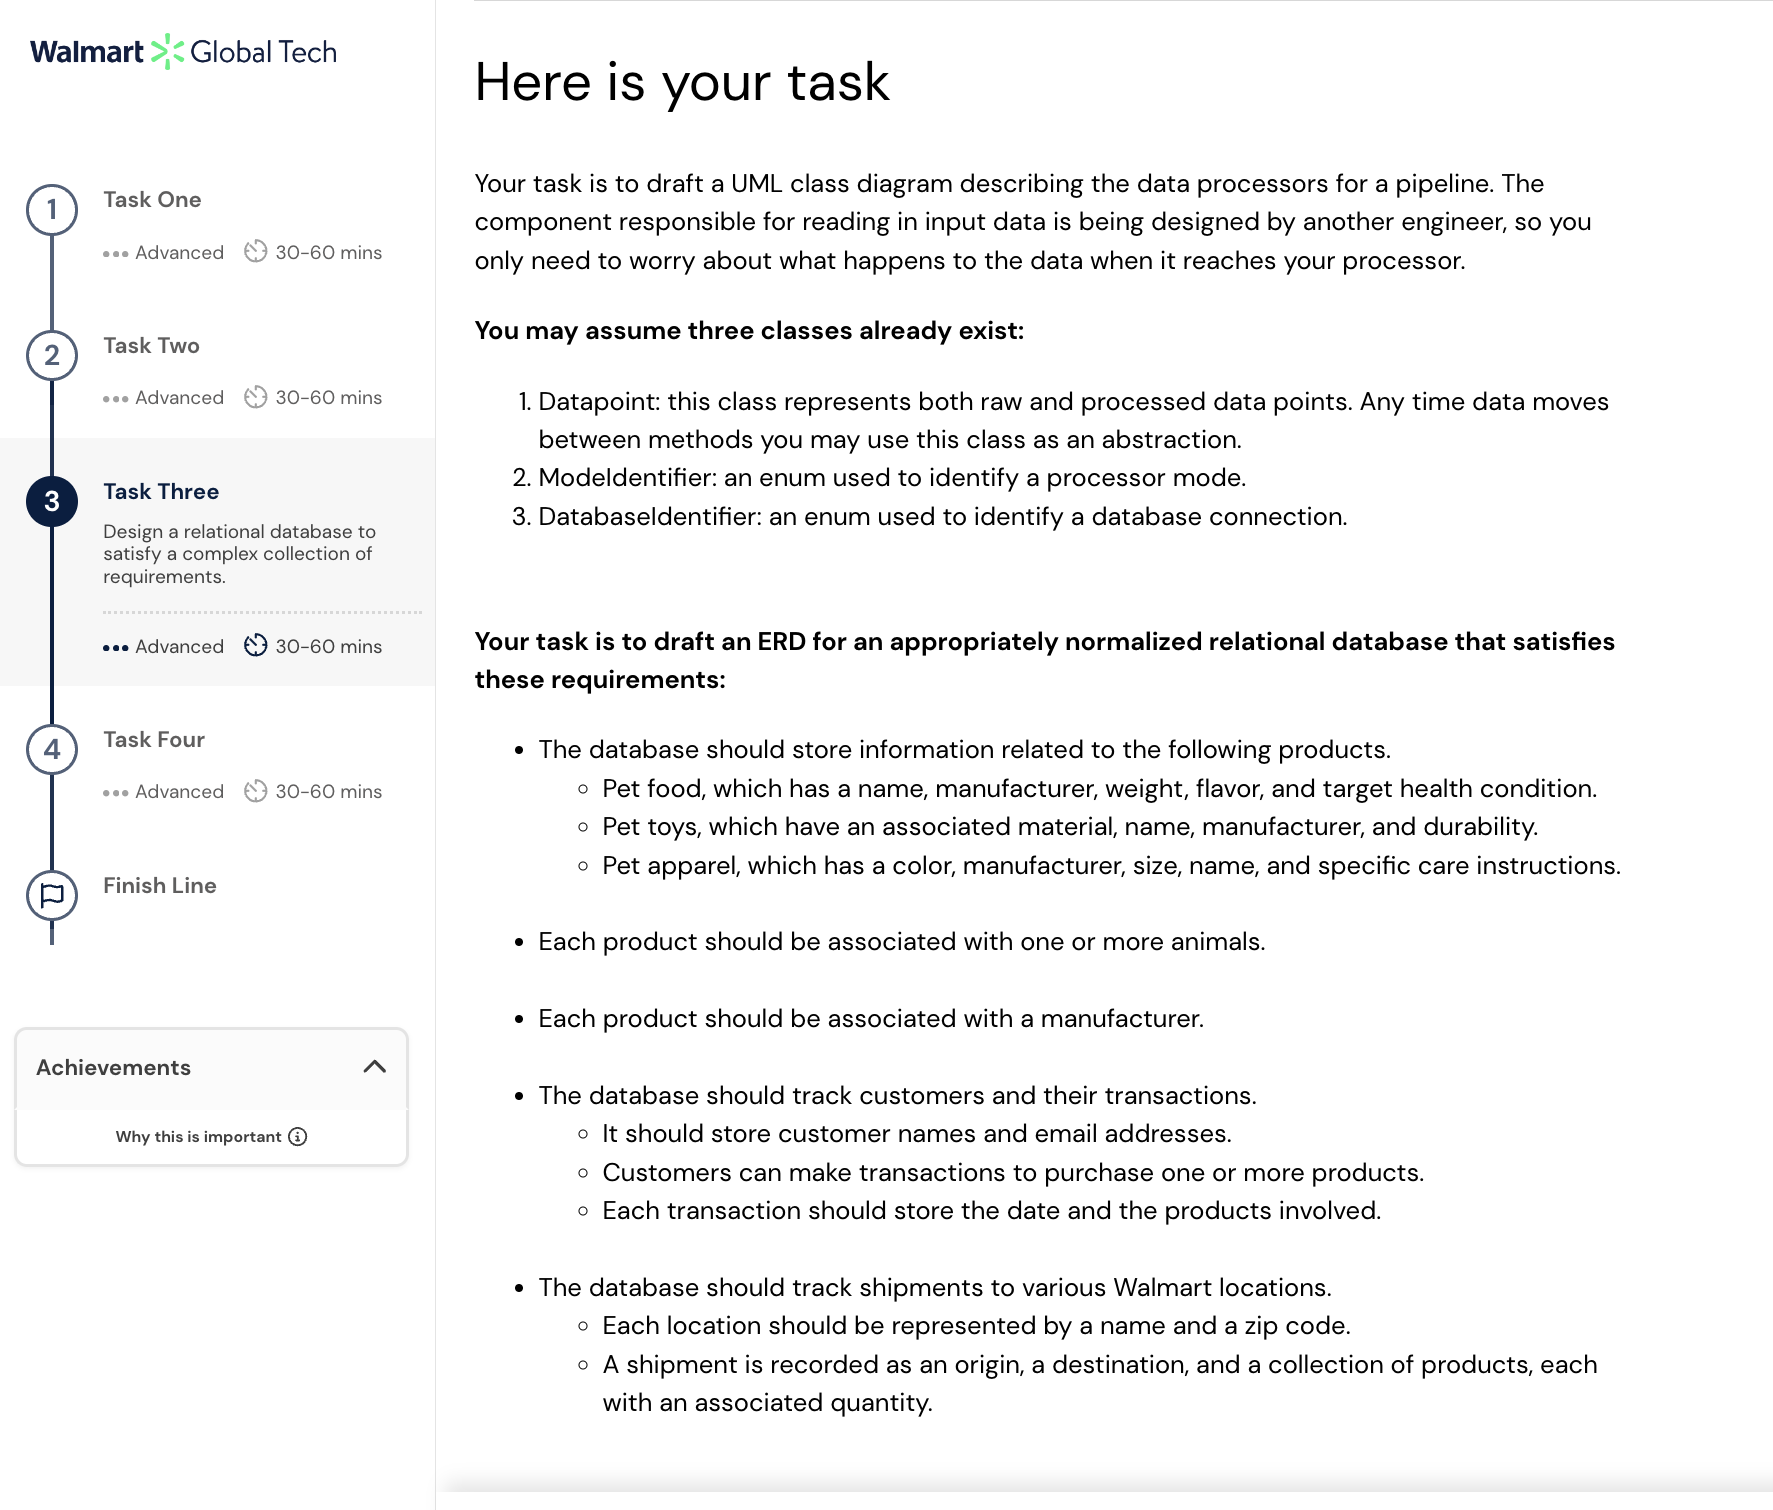 Walmart Global Tech
1
Task One
Advanced 30-60 mins
2
Task Two
Advanced 30-60 mins
3
Task Three
Design a relational database to
satisfy a complex collection of
requirements.
Advanced 30-60 mins
4
Task Four
Advanced 30-60 mins
Finish Line
Achievements
Why this is important
Here is your task
Your task is to draft a UML class diagram describing the data processors for a pipeline. The
component responsible for reading in input data is being designed by another engineer, so you
only need to worry about what happens to the data when it reaches your processor.
You may assume three classes already exist:
1. Datapoint: this class represents both raw and processed data points. Any time data moves
between methods you may use this class as an abstraction.
2. ModeIdentifier: an enum used to identify a processor mode.
3. DatabaseIdentifier: an enum used to identify a database connection.
Your task is to draft an ERD for an appropriately normalized relational database that satisfies
these requirements:
• The database should store information related to the following products.
◦ Pet food, which has a name, manufacturer, weight, flavor, and target health condition.
◦ Pet toys, which have an associated material, name, manufacturer, and durability.
◦ Pet apparel, which has a color, manufacturer, size, name, and specific care instructions.
• Each product should be associated with one or more animals.
• Each product should be associated with a manufacturer.
• The database should track customers and their transactions.
◦ It should store customer names and email addresses.
◦ Customers can make transactions to purchase one or more products.
◦ Each transaction should store the date and the products involved.
• The database should track shipments to various Walmart locations.
◦ Each location should be represented by a name and a zip code.
◦ A shipment is recorded as an origin, a destination, and a collection of products, each
with an associated quantity.